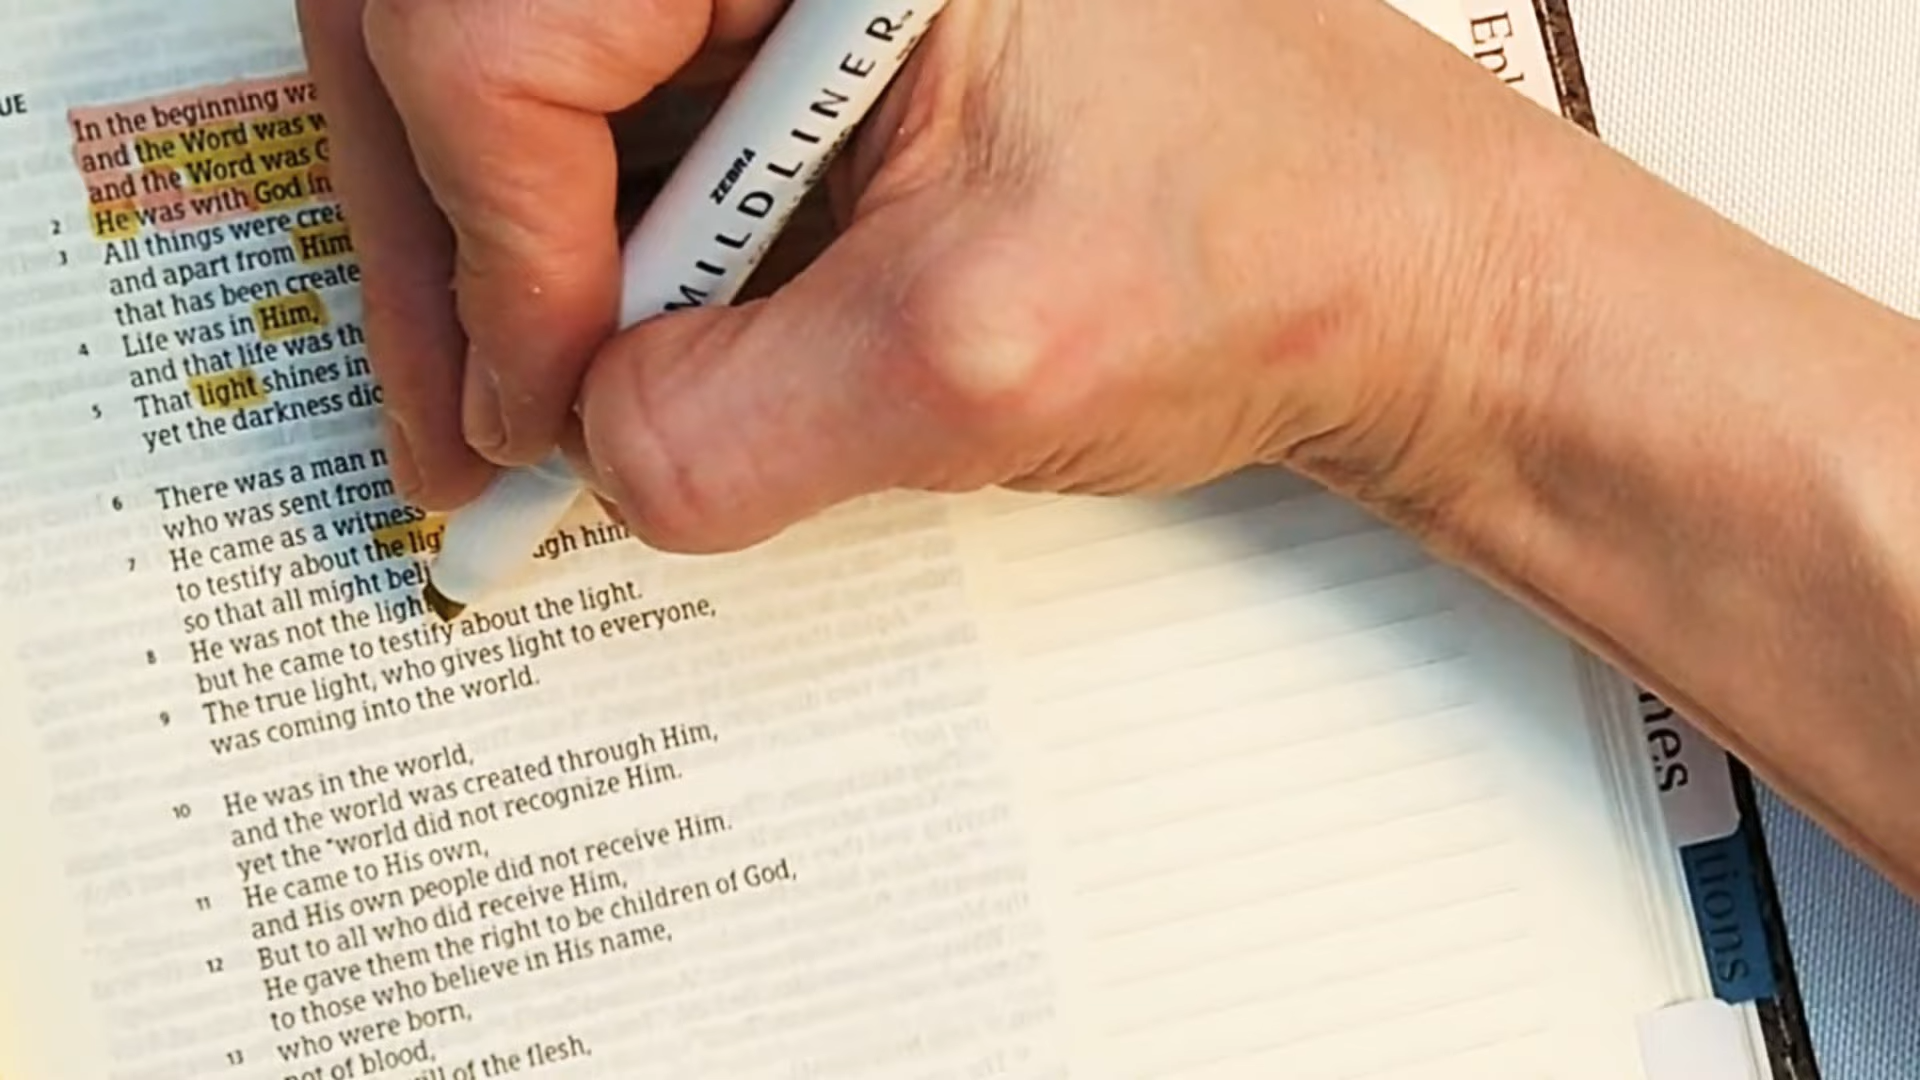 UE
In the beginning
and the Word was
and the Word was
2 He was with God in
3 All things were
and apart from Him
that has been create
4 Life was in Him,
and that life was th
5 That light shines in
yet the darkness
6 There was a man n
who was sent from
7 He came as a witness
to testify about the lig ugh him
so that all might beli
8 He was not the light
but he came to testify about the light.
9 The true light, who gives light to everyone,
was coming into the world.
10 He was in the world,
and the world was created through Him,
yet the world did not recognize Him.
11 He came to His own,
and His own people did not receive Him.
12 But to all who did receive Him,
He gave them the right to be children of God,
to those who believe in His name,
13 who were born,
not of blood,
of the flesh,
ZEBRA
MILDLINER
Eph
nes
tions